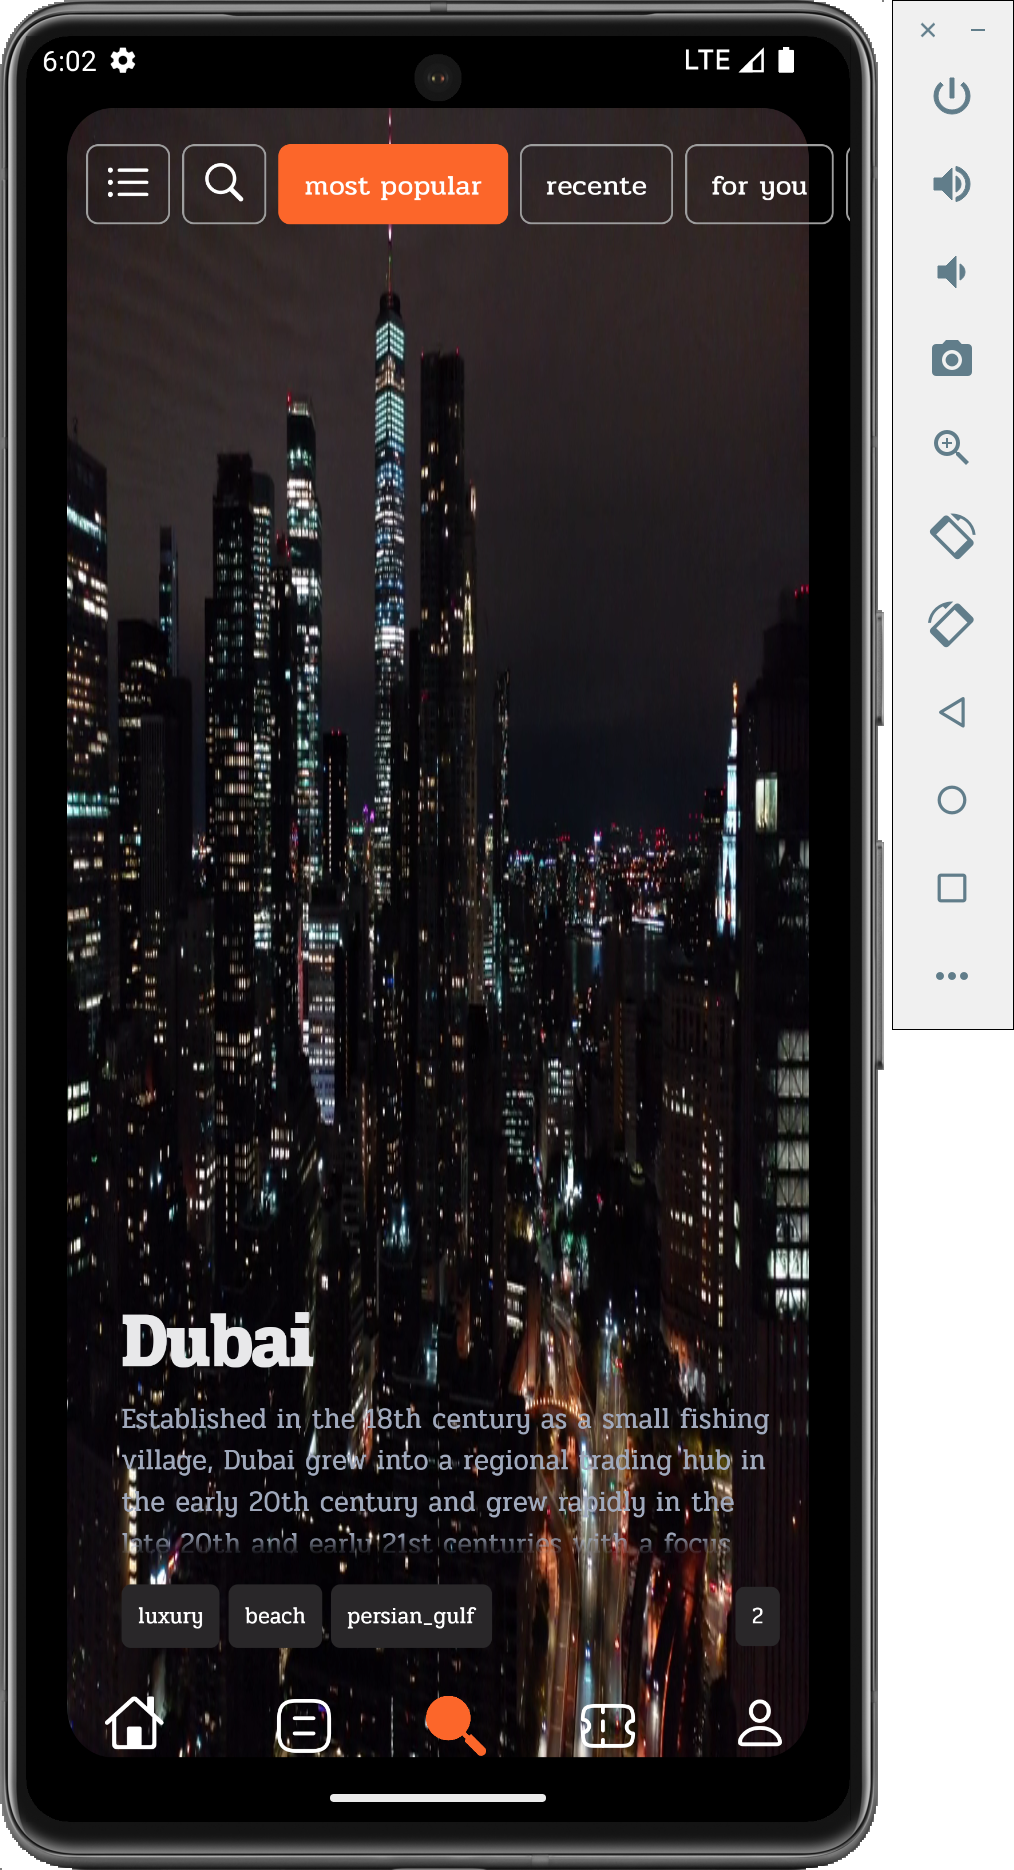 6:02
LTE
most popular
recente
for you
Dubai
Established in the 18th century as a small fishing
village, Dubai grew into a regional trading hub in
the early 20th century and grew rapidly in the
late 20th and early 21st centuries with a focus
luxury
beach
persian_gulf
2